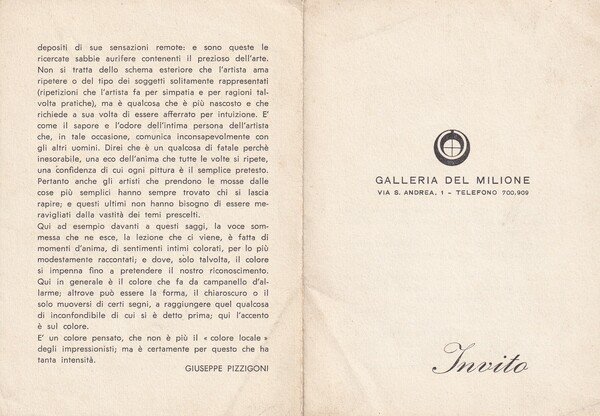 depositi di sue sensazioni remote: e sono queste le
ricercate sabbie aurifere contenenti il prezioso dell'arte.
Non si tratta dello schema esteriore che l'artista ama
ripetere o del tipo dei soggetti solitamente rappresentati
(ripetizioni che l'artista fa per simpatia e per ragioni tal-
volta pratiche), ma è qualcosa che è più nascosto e che
richiede a sua volta di essere afferrato per intuizione. E'
come il sapore e l'odore dell'intima persona dell'artista
che, in tale occasione, comunica inconsapevolmente con
gli altri uomini. Direi che è un qualcosa di fatale perchè
inesorabile, una eco dell'anima che tutte le volte si ripete,
una confidenza di cui ogni pittura è il semplice pretesto.
Pertanto anche gli artisti che prendono le mosse dalle
cose più semplici hanno sempre trovato chi si lascia
rapire; e questi ultimi non hanno bisogno di essere me-
ravigliati dalla vastità dei temi prescelti.
Qui ad esempio davanti a questi saggi, la voce som-
messa che ne esce, la lezione che ci viene, è fatta di
momenti d'anima, di sentimenti intimi colorati, per lo più
modestamente raccontati; e dove, solo talvolta, il colore
si impenna fino a pretendere il nostro riconoscimento.
Qui in generale è il colore che fa da campanello d'al-
larme; altrove può essere la forma, il chiaroscuro o il
solo muoversi di certi segni, a raggiungere quel qualcosa
di inconfondibile di cui si è detto prima; qui l'accento
è sul colore.
E' un colore pensato, che non è più il « colore locale »
degli impressionisti; ma è certamente per questo che ha
tanta intensità.
GIUSEPPE PIZZIGONI
GALLERIA DEL MILIONE
VIA S. ANDREA, 1 - TELEFONO 700.909
Invito